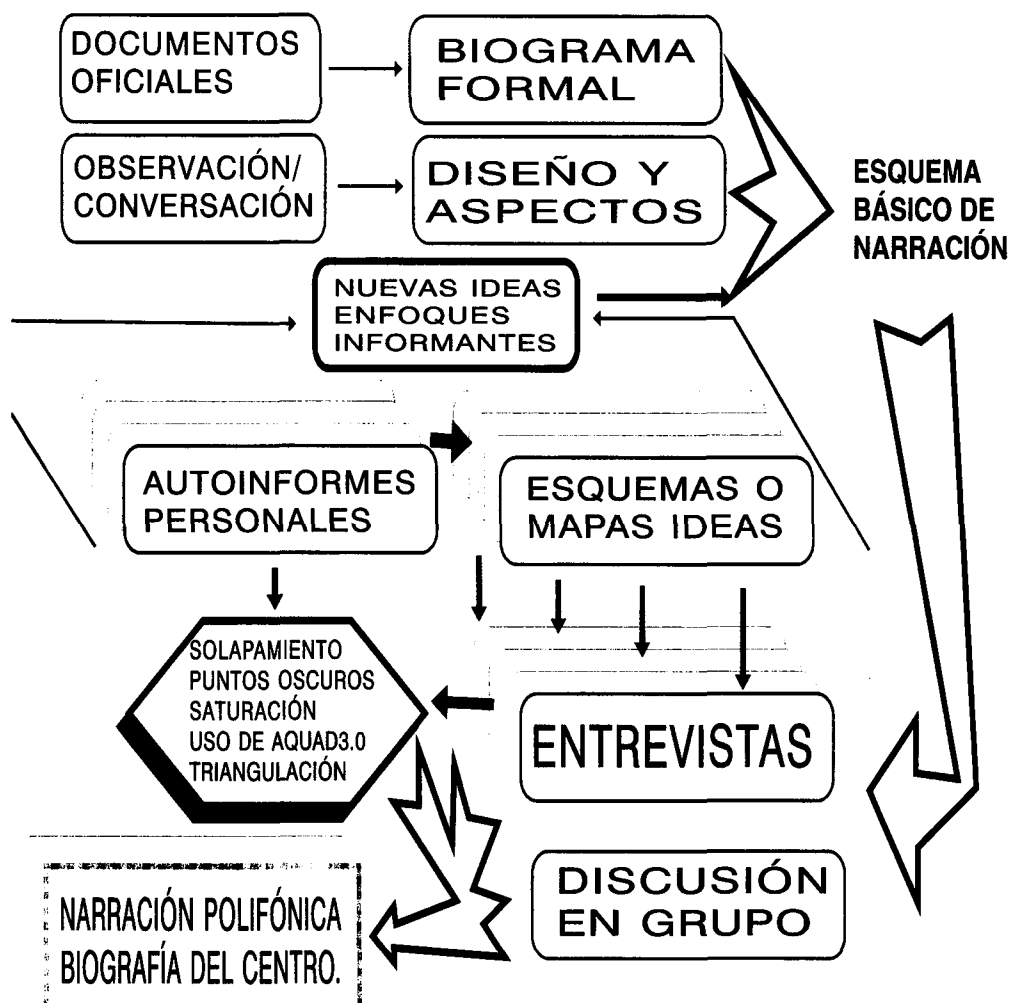 DOCUMENTOS
OFICIALES
BIOGRAMA
FORMAL
OBSERVACIÓN/
CONVERSACIÓN
DISEÑO Y
ASPECTOS
ESQUEMA
BÁSICO DE
NARRACIÓN
NUEVAS IDEAS
ENFOQUES
INFORMANTES
AUTOINFORMES
PERSONALES
ESQUEMAS O
MAPAS IDEAS
SOLAPAMIENTO
PUNTOS OSCUROS
SATURACIÓN
USO DE AQUAD3.0
TRIANGULACIÓN
ENTREVISTAS
DISCUSIÓN
EN GRUPO
NARRACIÓN POLIFÓNICA
BIOGRAFÍA DEL CENTRO.